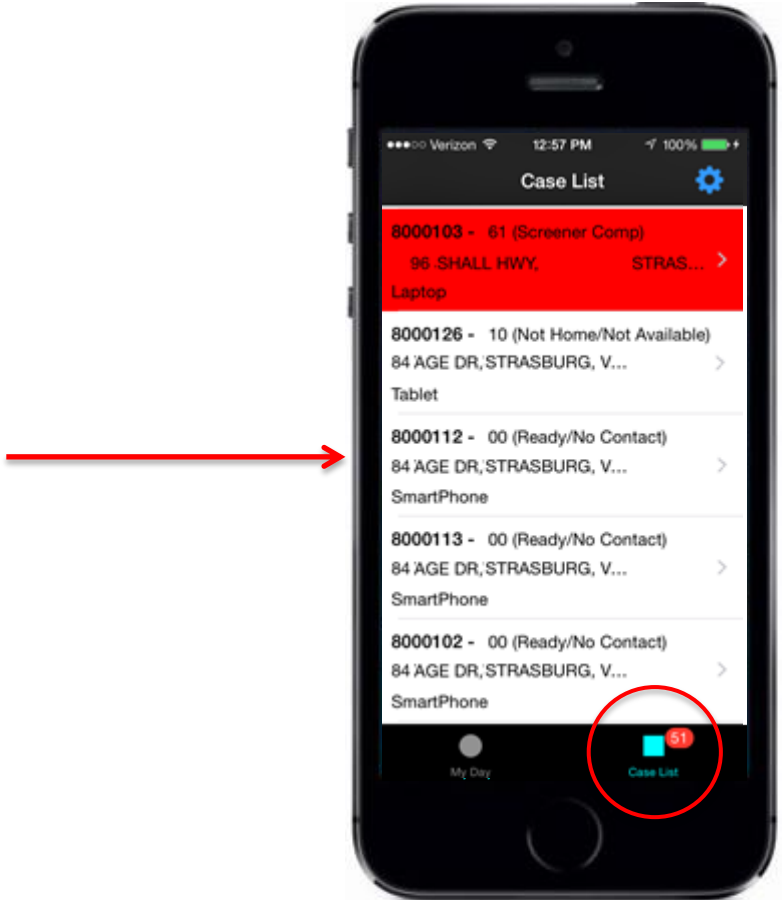 Verizon 12:57 PM 100%
Case List
8000103 - 61 (Screener Comp)
96 SHALL HWY, STRAS...
Laptop
8000126 - 10 (Not Home/Not Available)
84 AGE DR, STRASBURG, V...
Tablet
8000112 - 00 (Ready/No Contact)
84 AGE DR, STRASBURG, V...
SmartPhone
8000113 - 00 (Ready/No Contact)
84 AGE DR, STRASBURG, V...
SmartPhone
8000102 - 00 (Ready/No Contact)
84 AGE DR, STRASBURG, V...
SmartPhone
51
My Day Case List